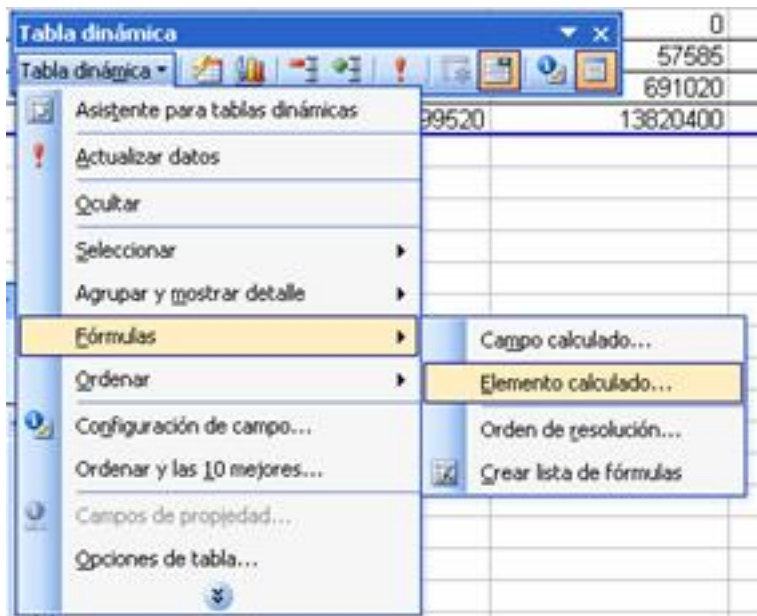 Tabla dinámica
0
Tabla dinámica
57585
691020
99520 13820400
Asistente para tablas dinámicas
Actualizar datos
Ocultar
Seleccionar
Agrupar y mostrar detalle
Fórmulas
Ordenar
Configuración de campo...
Ordenar y las 10 mejores...
Campos de propiedad...
Opciones de tabla...
Campo calculado...
Elemento calculado...
Orden de resolución...
Crear lista de fórmulas